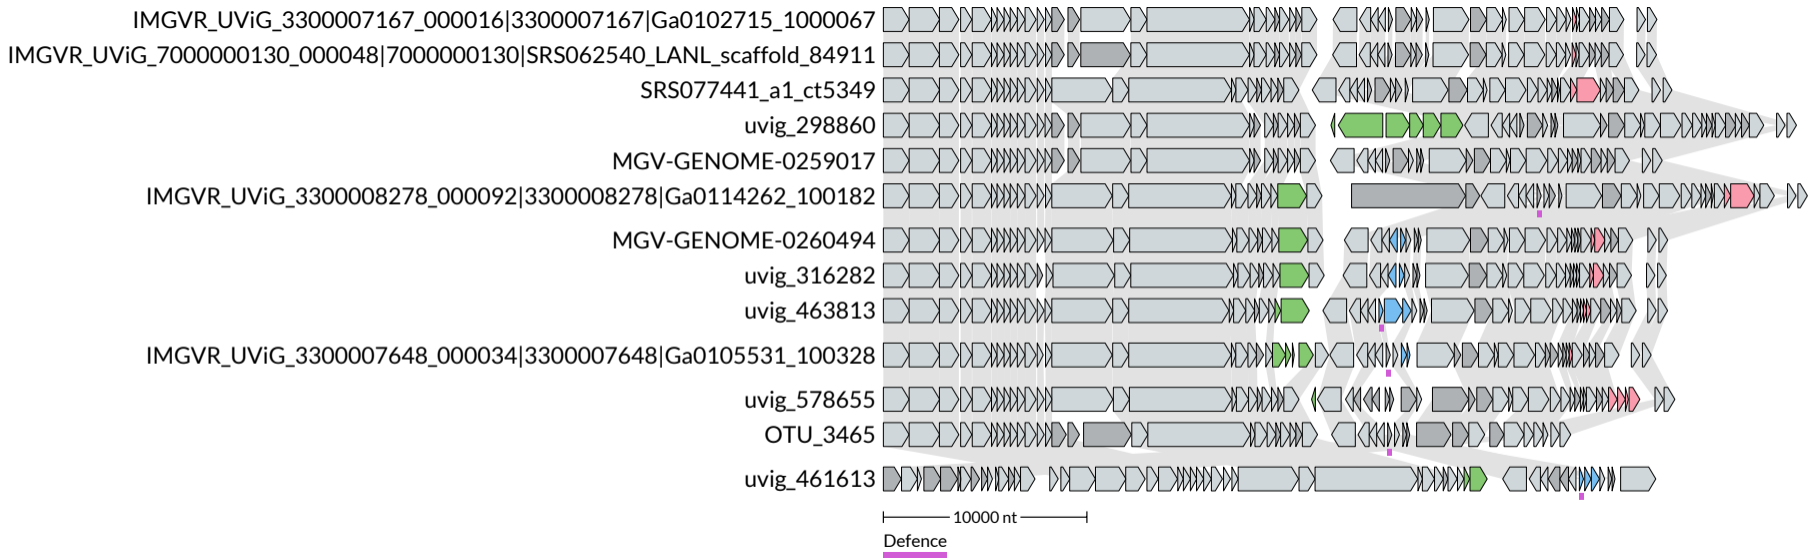 IMGVR_UViG_3300007167_000016|3300007167|Ga0102715_1000067
IMGVR_UViG_7000000130_000048|7000000130|SRS062540_LANL_scaffold_84911
SRS077441_a1_ct5349
uvig_298860
MGV-GENOME-0259017
IMGVR_UViG_3300008278_000092|3300008278|Ga0114262_100182
MGV-GENOME-0260494
uvig_316282
uvig_463813
IMGVR_UViG_3300007648_000034|3300007648|Ga0105531_100328
uvig_578655
OTU_3465
uvig_461613
10000 nt
Defence